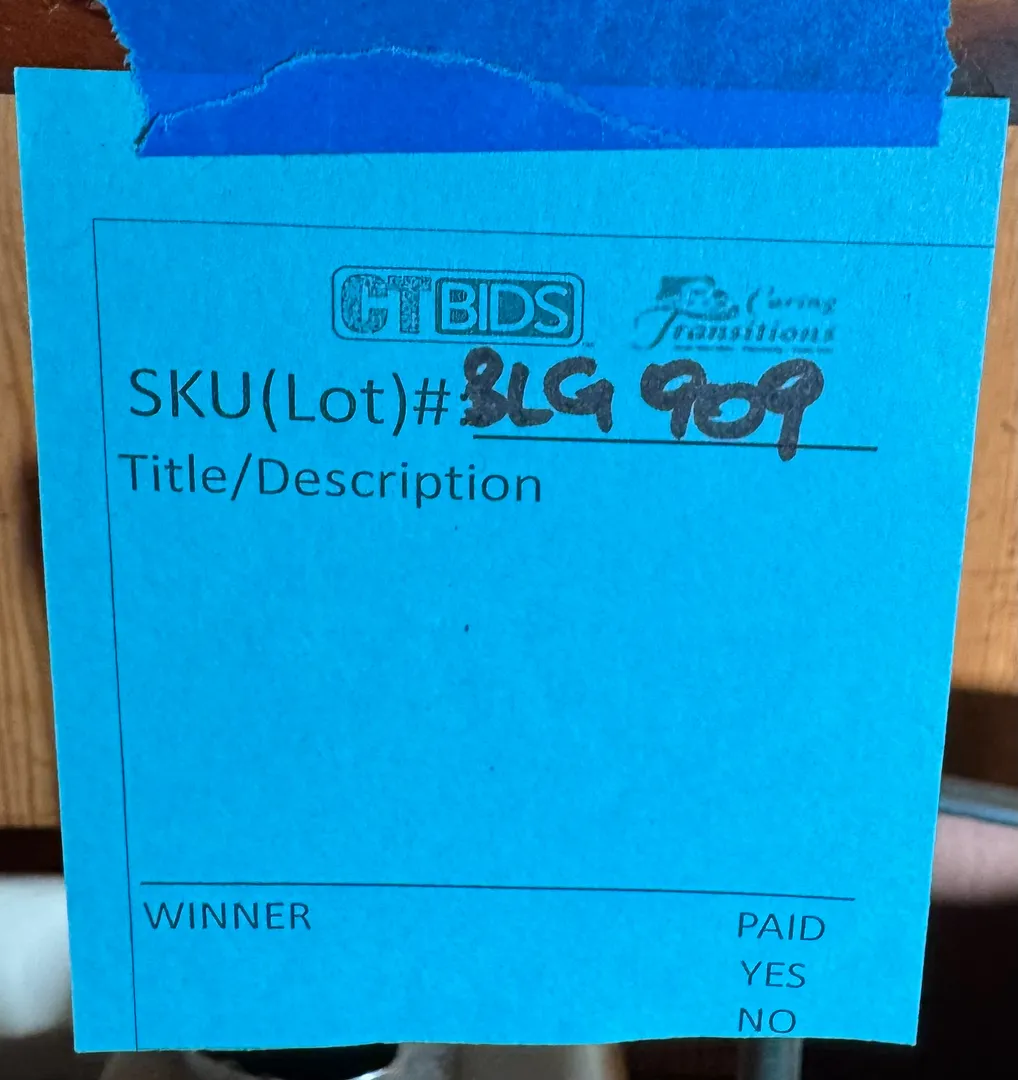 CTBIDS Caring
Transitions
SKU(Lot)# BLG 909
Title/Description
WINNER PAID
YES
NO